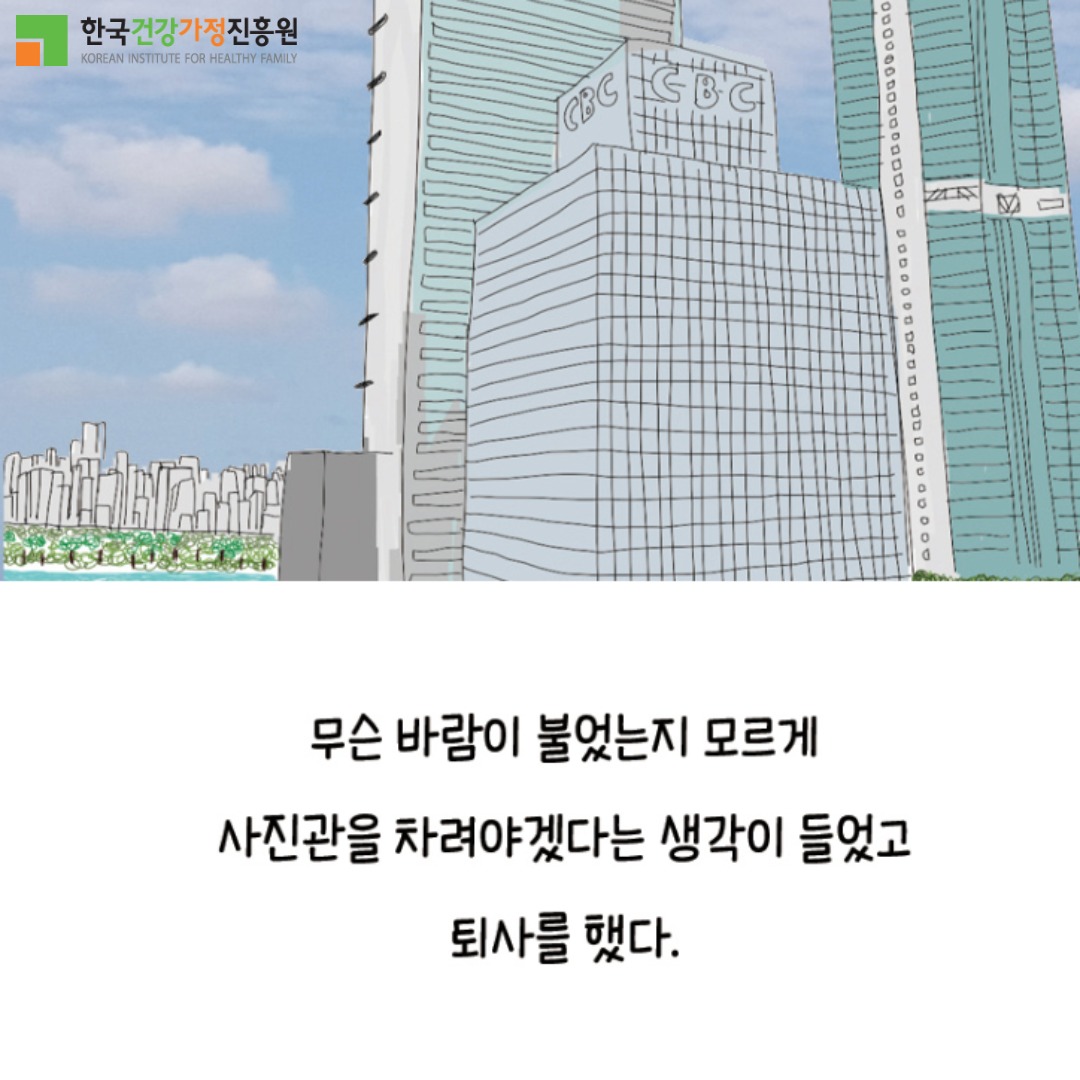 한국건강가정진흥원
KOREAN INSTITUTE FOR HEALTHY FAMILY
CBC
CBC
무슨 바람이 불었는지 모르게
사진관을 차려야겠다는 생각이 들었고
퇴사를 했다.